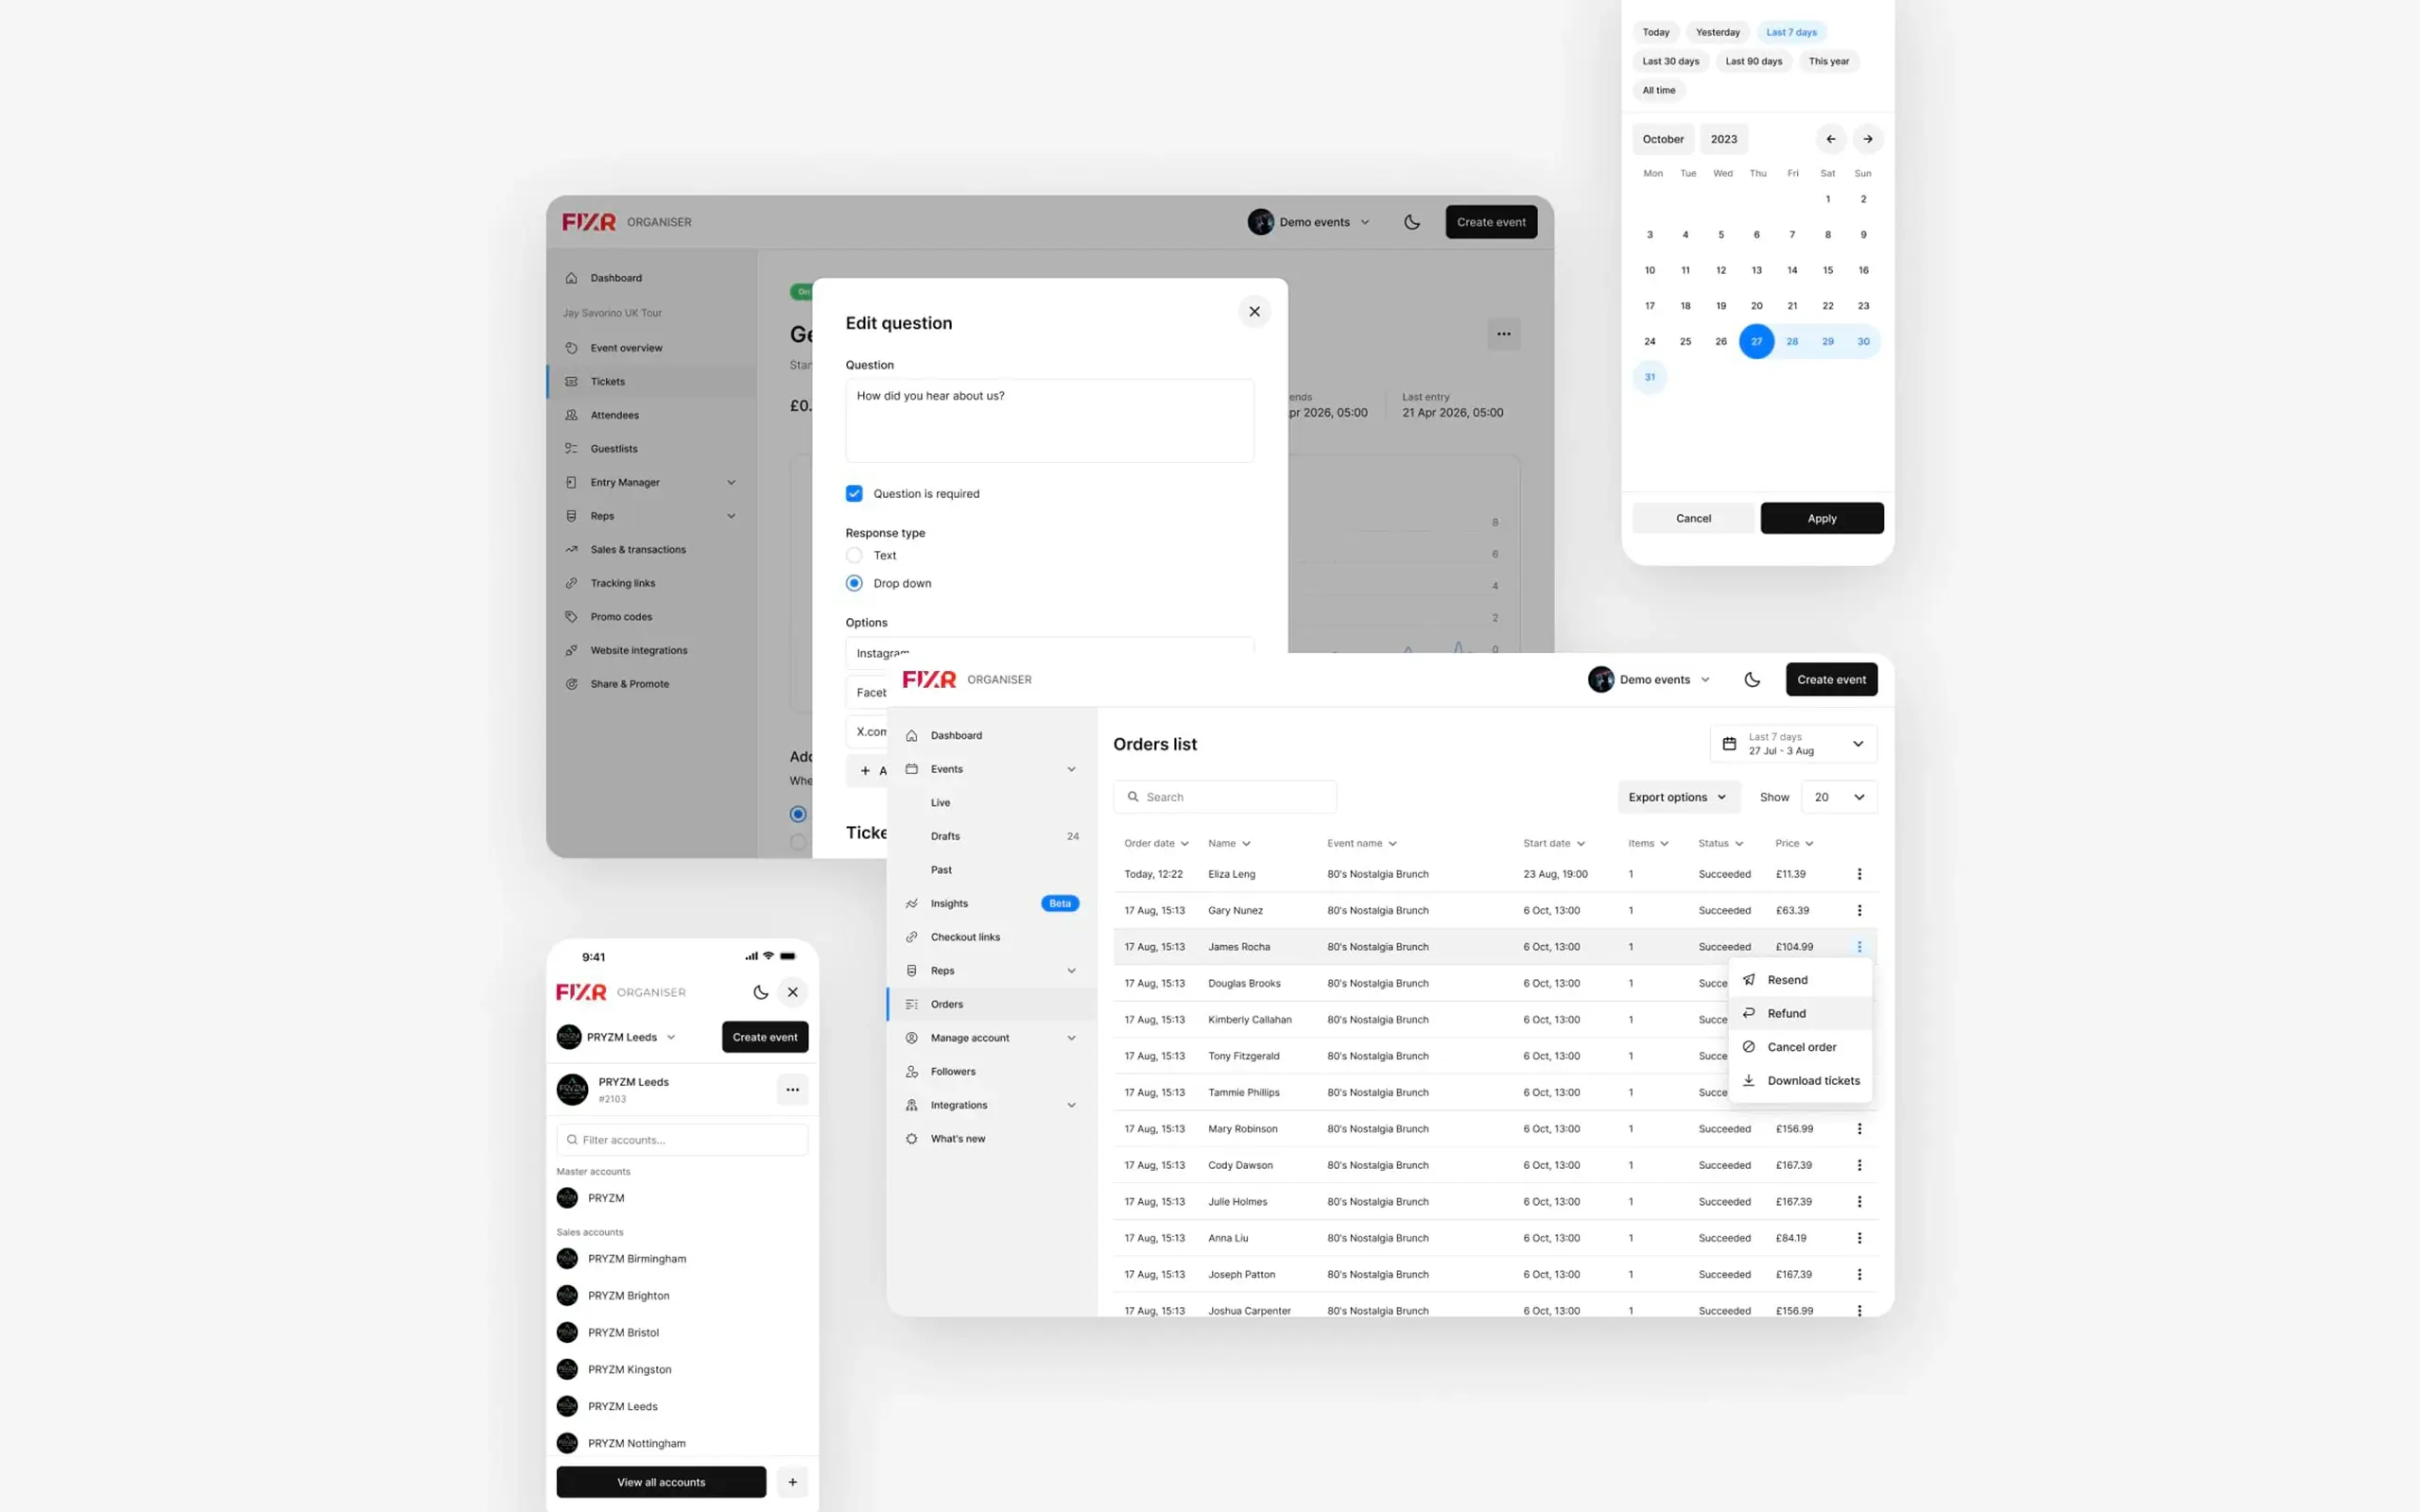 Today Yesterday Last 7 days
Last 30 days Last 90 days This year
All time
October 2023
Mon Tue Wed Thu Fri Sat Sun
1 2
3 4 5 6 7 8 9
10 11 12 13 14 15 16
17 18 19 20 21 22 23
24 25 26 27 28 29 30
31
Cancel Apply
FIXR ORGANISER
Demo events
Create event
Dashboard
Jay Savorino UK Tour
Event overview
Tickets
Attendees
Guestlists
Entry Manager
Reps
Sales & transactions
Tracking links
Promo codes
Website integrations
Share & Promote
On
Ge
Star
£0.
ends
pr 2026, 05:00
Last entry
21 Apr 2026, 05:00
8
6
4
2
0
Add
Whe
Edit question
Question
How did you hear about us?
Question is required
Response type
Text
Drop down
Options
Instagram
Faceb
X.com
+ A
Ticke
FIXR ORGANISER
Demo events
Create event
Dashboard
Events
Live
Drafts 24
Past
Insights Beta
Checkout links
Reps
Orders
Manage account
Followers
Integrations
What's new
Orders list
Last 7 days
27 Jul - 3 Aug
Search
Export options Show 20
Order date Name Event name Start date Items Status Price
Today, 12:22 Eliza Leng 80's Nostalgia Brunch 23 Aug, 19:00 1 Succeeded £11.39
17 Aug, 15:13 Gary Nunez 80's Nostalgia Brunch 6 Oct, 13:00 1 Succeeded £63.39
17 Aug, 15:13 James Rocha 80's Nostalgia Brunch 6 Oct, 13:00 1 Succeeded £104.99
17 Aug, 15:13 Douglas Brooks 80's Nostalgia Brunch 6 Oct, 13:00 1 Succe
17 Aug, 15:13 Kimberly Callahan 80's Nostalgia Brunch 6 Oct, 13:00 1 Succe
17 Aug, 15:13 Tony Fitzgerald 80's Nostalgia Brunch 6 Oct, 13:00 1 Succe
17 Aug, 15:13 Tammie Phillips 80's Nostalgia Brunch 6 Oct, 13:00 1 Succe
17 Aug, 15:13 Mary Robinson 80's Nostalgia Brunch 6 Oct, 13:00 1 Succeeded £156.99
17 Aug, 15:13 Cody Dawson 80's Nostalgia Brunch 6 Oct, 13:00 1 Succeeded £167.39
17 Aug, 15:13 Julie Holmes 80's Nostalgia Brunch 6 Oct, 13:00 1 Succeeded £167.39
17 Aug, 15:13 Anna Liu 80's Nostalgia Brunch 6 Oct, 13:00 1 Succeeded £84.19
17 Aug, 15:13 Joseph Patton 80's Nostalgia Brunch 6 Oct, 13:00 1 Succeeded £167.39
17 Aug, 15:13 Joshua Carpenter 80's Nostalgia Brunch 6 Oct, 13:00 1 Succeeded £156.99
Resend
Refund
Cancel order
Download tickets
9:41
FIXR ORGANISER
PRYZM Leeds
Create event
PRYZM
PRYZM Leeds
#2103
Filter accounts...
Master accounts
PRYZM
Sales accounts
PRYZM Birmingham
PRYZM Brighton
PRYZM Bristol
PRYZM Kingston
PRYZM Leeds
PRYZM Nottingham
View all accounts +